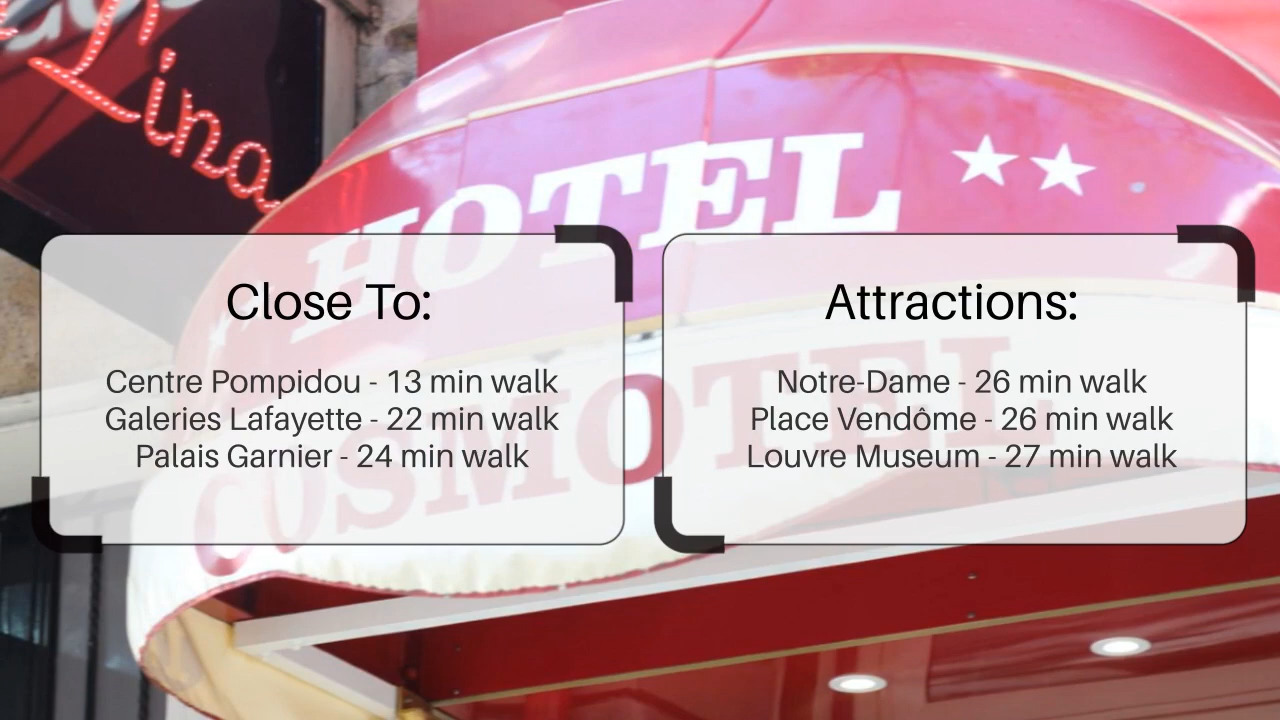 Lina
HOTEL ★★
COSMOTEL
Close To:
Centre Pompidou - 13 min walk
Galeries Lafayette - 22 min walk
Palais Garnier - 24 min walk
Attractions:
Notre-Dame - 26 min walk
Place Vendôme - 26 min walk
Louvre Museum - 27 min walk